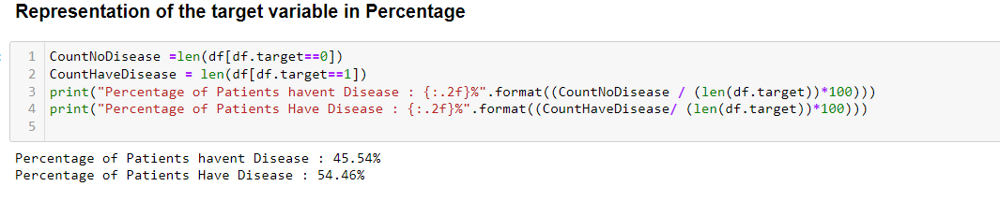 Representation of the target variable in Percentage
1 CountNoDisease =len(df[df.target==0])
2 CountHaveDisease = len(df[df.target==1])
3 print("Percentage of Patients havent Disease : {:.2f}%".format((CountNoDisease / (len(df.target))*100)))
4 print("Percentage of Patients Have Disease : {:.2f}%".format((CountHaveDisease/ (len(df.target))*100)))
5
Percentage of Patients havent Disease : 45.54%
Percentage of Patients Have Disease : 54.46%